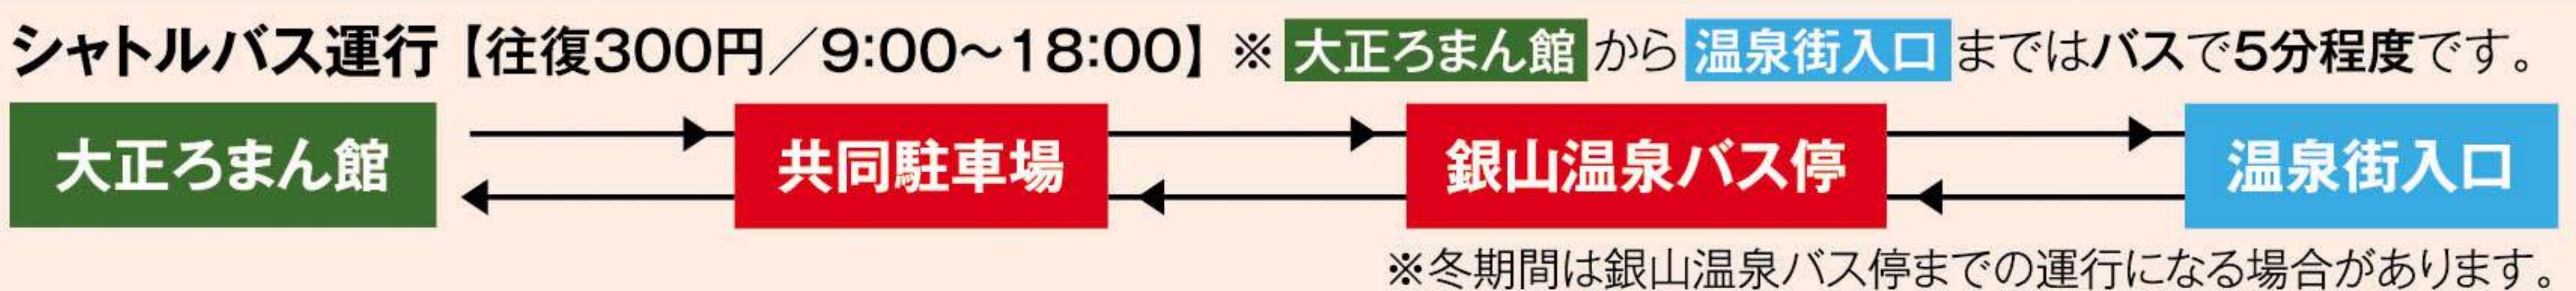 シャトルバス運行【往復300円／9:00〜18:00】※大正ろまん館から温泉街入口まではバスで5分程度です。
大正ろまん館 共同駐車場 銀山温泉バス停 温泉街入口
※冬期間は銀山温泉バス停までの運行になる場合があります。